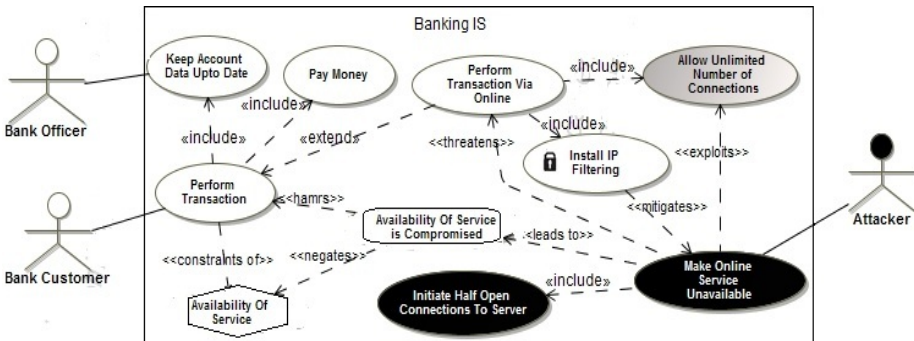 Banking IS
Keep Account
Data Upto Date
Pay Money
Perform
Transaction Via
Online
«include»
Allow Unlimited
Number of
Connections
Bank Officer
«include»
«include»
«extend»
<<threatens>
«include»
<<exploits>>
Install IP
Filtering
Perform
Transaction
<<hamrs>>
<<mitigates>
Availability Of Service
is Compromised
<leads to>
Attacker
Bank Customer
<<constraints of>
<<negates>
Availability Of
Service
Initiate Half Open
Connections To Server
«include»
Make Online
Service
Unavailable